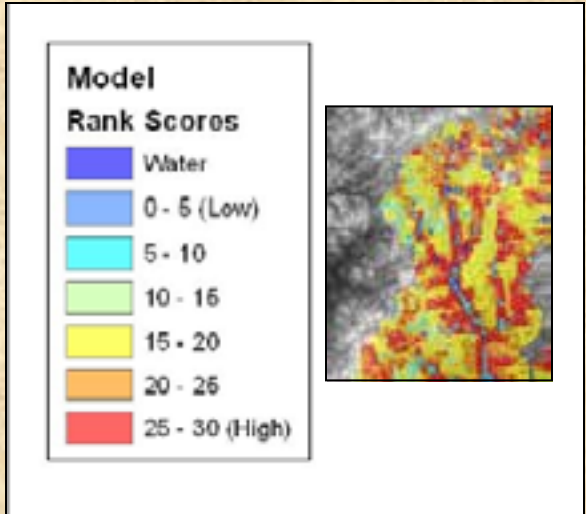 Model
Rank Scores
Water
0 - 5 (Low)
5 - 10
10 - 15
15 - 20
20 - 25
25 - 30 (High)